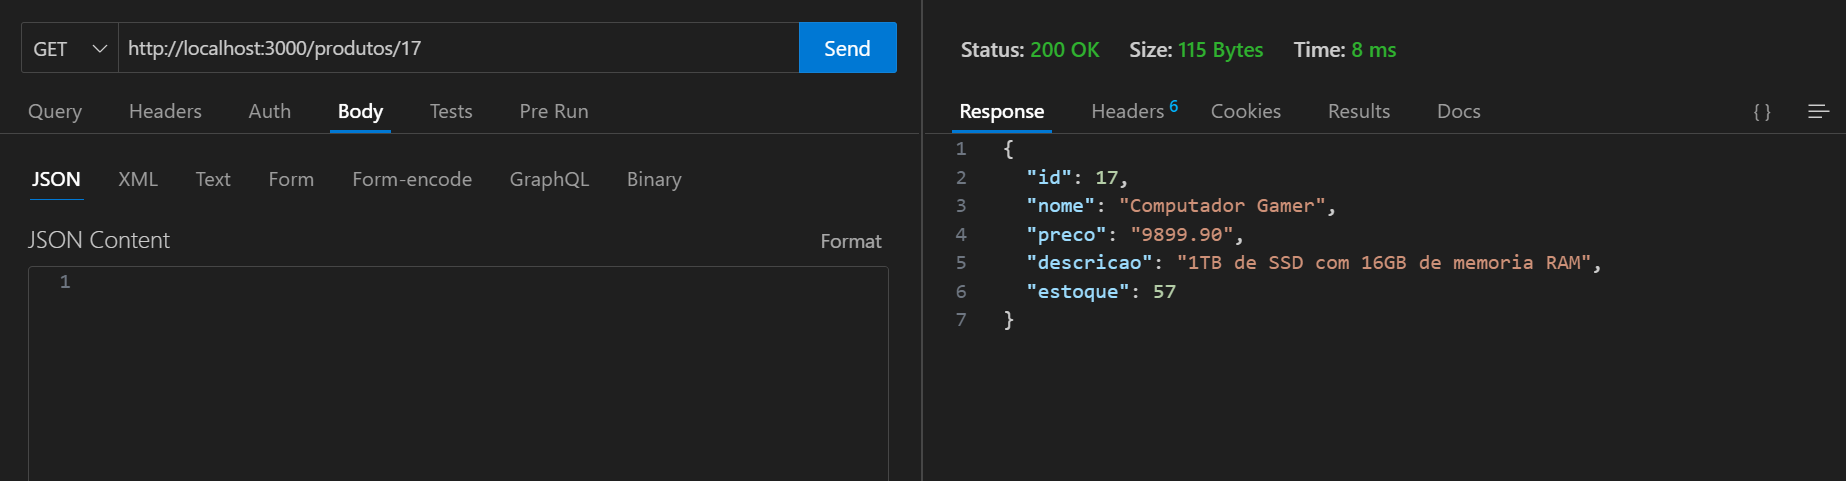 GET http://localhost:3000/produtos/17 Send
Query Headers Auth Body Tests Pre Run
JSON XML Text Form Form-encode GraphQL Binary
JSON Content Format
1
Status: 200 OK Size: 115 Bytes Time: 8 ms
Response Headers 6 Cookies Results Docs { }
1 {
2 "id": 17,
3 "nome": "Computador Gamer",
4 "preco": "9899.90",
5 "descricao": "1TB de SSD com 16GB de memoria RAM",
6 "estoque": 57
7 }